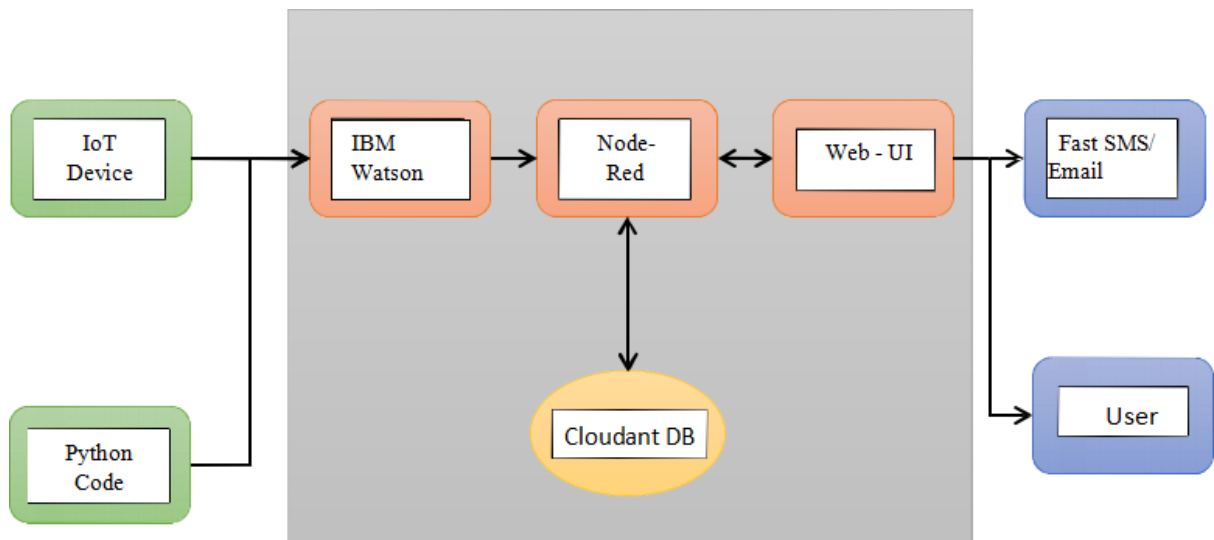 IoT
Device
IBM
Watson
Node-
Red
Web - UI
Fast SMS/
Email
Python
Code
Cloudant DB
User